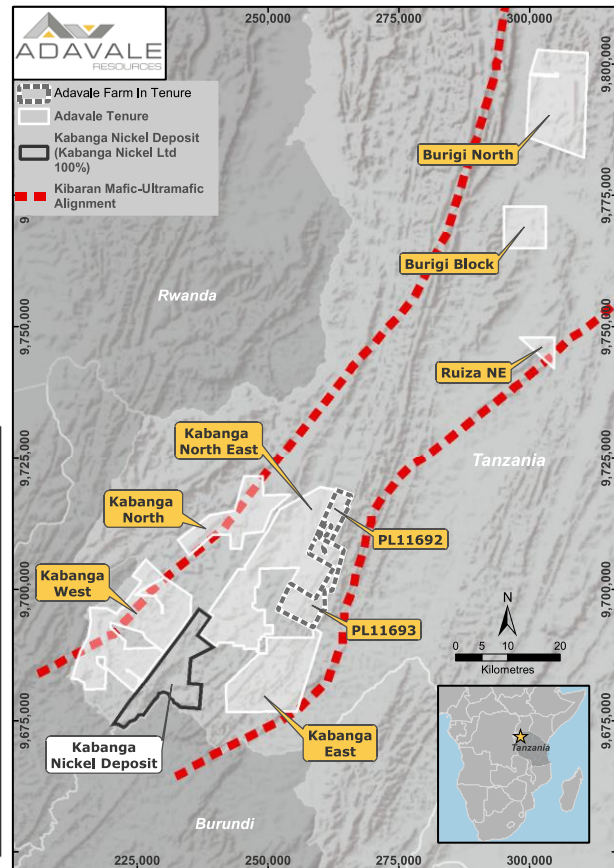 250,000
275,000
300,000
ADAVALE
RESOURCES
Adavale Farm In Tenure
Adavale Tenure
Kabanga Nickel Deposit
(Kabanga Nickel Ltd
100%)
Kibaran Mafic-Ultramafic
Alignment
9,800,000
Burigi North
9,775,000
Burigi Block
Rwanda
9,750,000
9,750,000
Ruiza NE
Kabanga
North East
9,725,000
9,725,000
Tanzania
Kabanga
North
PL11692
Kabanga
West
9,700,000
9,700,000
N
PL11693
0 5 10 20
Kilometres
9,675,000
9,675,000
Kabanga
East
Kabanga
Nickel Deposit
Tanzania
Burundi
225,000
250,000
275,000
300,000